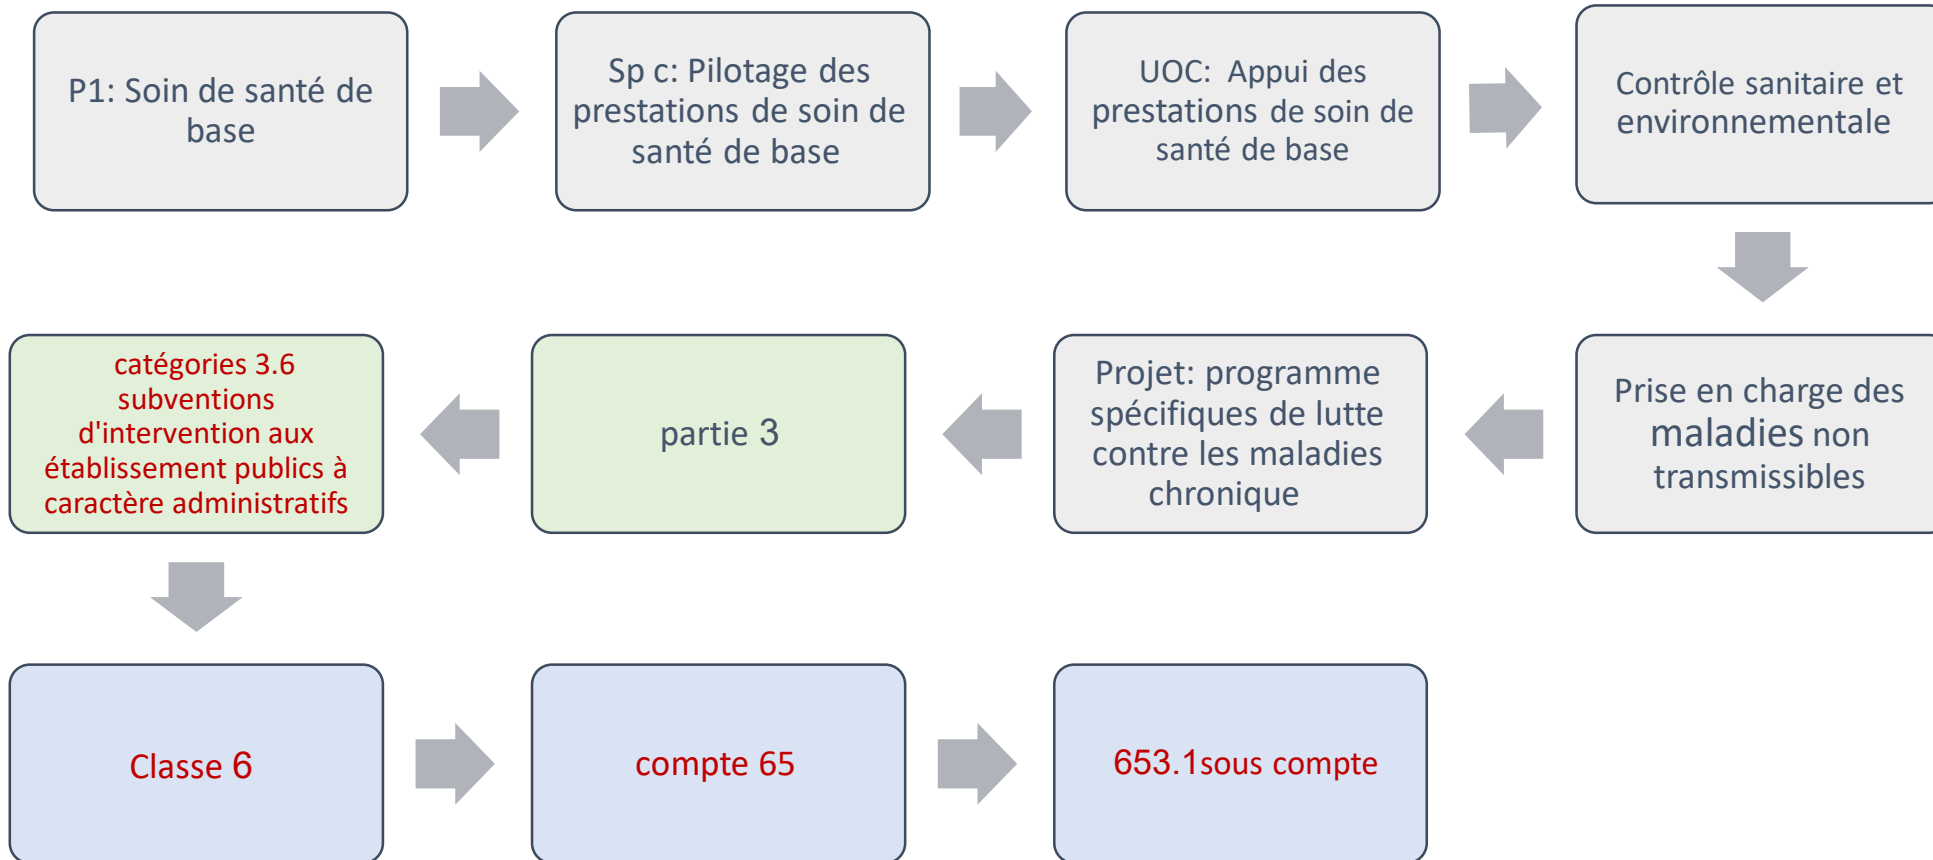 P1: Soin de santé de
base
Sp c: Pilotage des
prestations de soin de
santé de base
UOC: Appui des
prestations de soin de
santé de base
Contrôle sanitaire et
environnementale
Prise en charge des
maladies non
transmissibles
Projet: programme
spécifiques de lutte
contre les maladies
chronique
partie 3
catégories 3.6
subventions
d'intervention aux
établissement publics à
caractère administratifs
Classe 6
compte 65
653.1sous compte